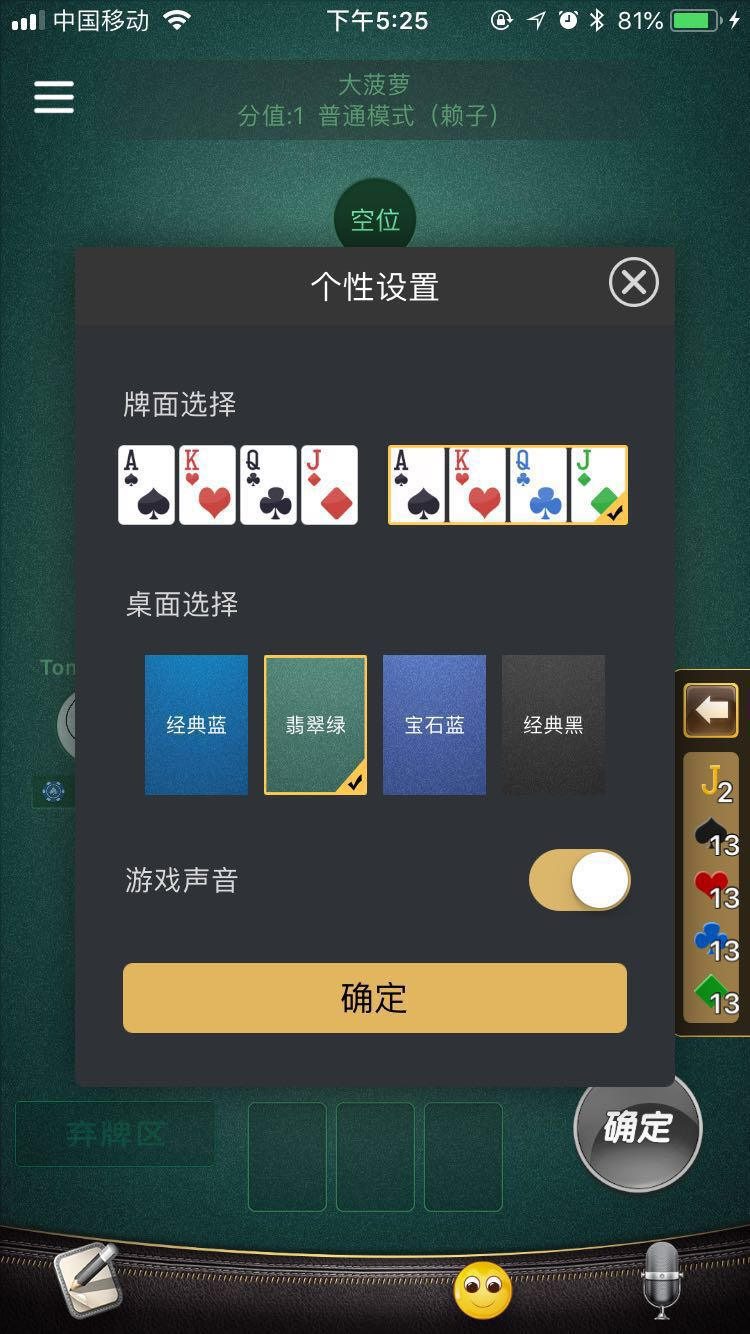 中国移动 下午5:25 81%
大菠萝
分值:1 普通模式（赖子）
空位
个性设置
牌面选择
A K Q J A K Q J
桌面选择
Ton
经典蓝 翡翠绿 宝石蓝 经典黑
J2
13
13
13
13
游戏声音
确定
弃牌区
确定